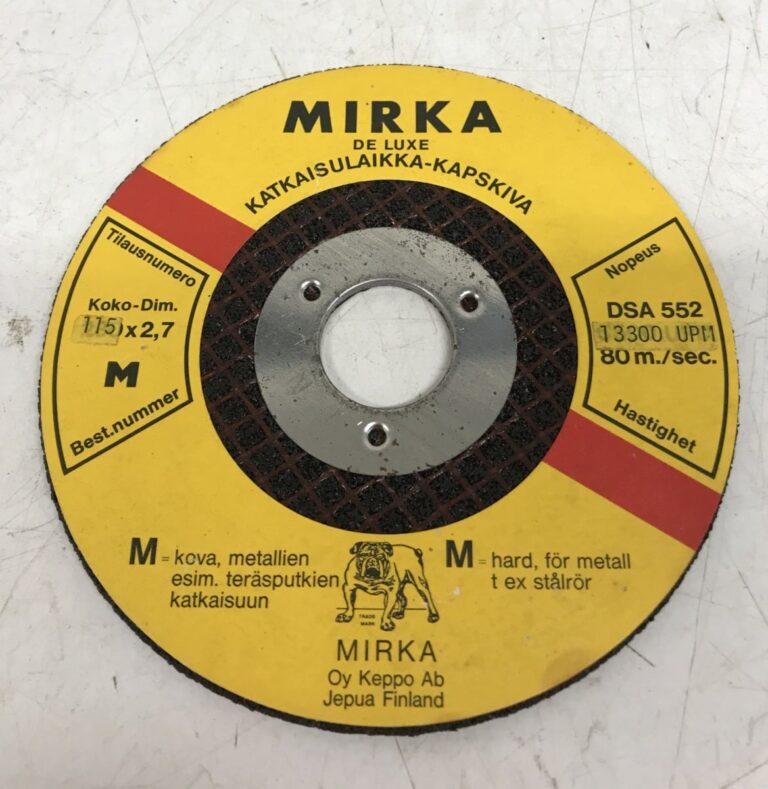 MIRKA
DE LUXE
KATKAISULAIKKA-KAPSKIVA
Tilausnumero
Koko-Dim.
115 x 2,7
M
Best.nummer
Nopeus
DSA 552
13300 UPM
80 m./sec.
Hastighet
M = kova, metallien
esim. teräsputkien
katkaisuun
M = hard, för metall
t ex stålrör
TRADE
MARK
MIRKA
Oy Keppo Ab
Jepua Finland